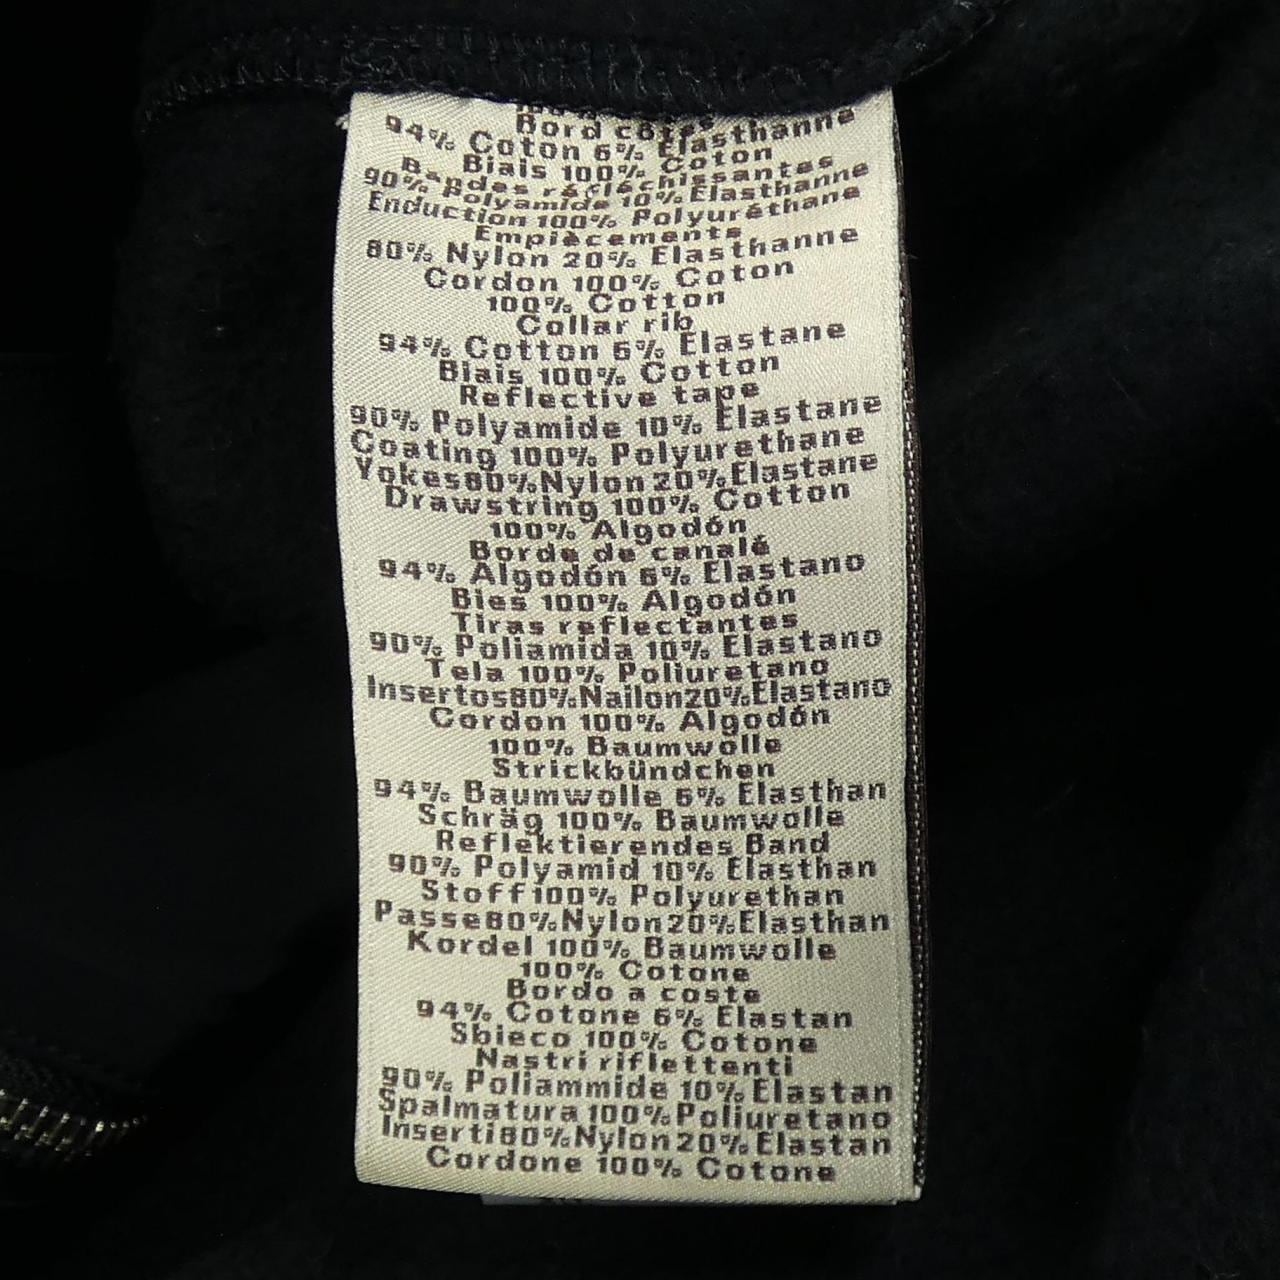 Bord côtes
94% Coton 6% Elasthanne
Biais 100% Coton
Bandes réfléchissantes
90% Polyamide 10% Elasthanne
Enduction 100% Polyuréthane
Empiècements
80% Nylon 20% Elasthanne
Cordon 100% Coton
100% Cotton
Collar rib
94% Cotton 6% Elastane
Biais 100% Cotton
Reflective tape
90% Polyamide 10% Elastane
Coating 100% Polyurethane
Yokes80%Nylon20%Elastane
Drawstring 100% Cotton
100% Algodón
Borde de canalé
94% Algodón 6% Elastano
Bies 100% Algodón
Tiras reflectantes
90% Poliamida 10% Elastano
Tela 100% Poliuretano
Insertos80%Nailon20%Elastano
Cordon 100% Algodón
100% Baumwolle
Strickbündchen
94% Baumwolle 6% Elasthan
Schräg 100% Baumwolle
Reflektierendes Band
90% Polyamid 10% Elasthan
Stoff100% Polyurethan
Passe80%Nylon20%Elasthan
Kordel 100% Baumwolle
100% Cotone
Bordo a coste
94% Cotone 6% Elastan
Sbieco 100% Cotone
Nastri riflettenti
90% Poliammide 10% Elastan
Spalmatura100%Poliuretano
Inserti80%Nylon20%Elastan
Cordone 100% Cotone